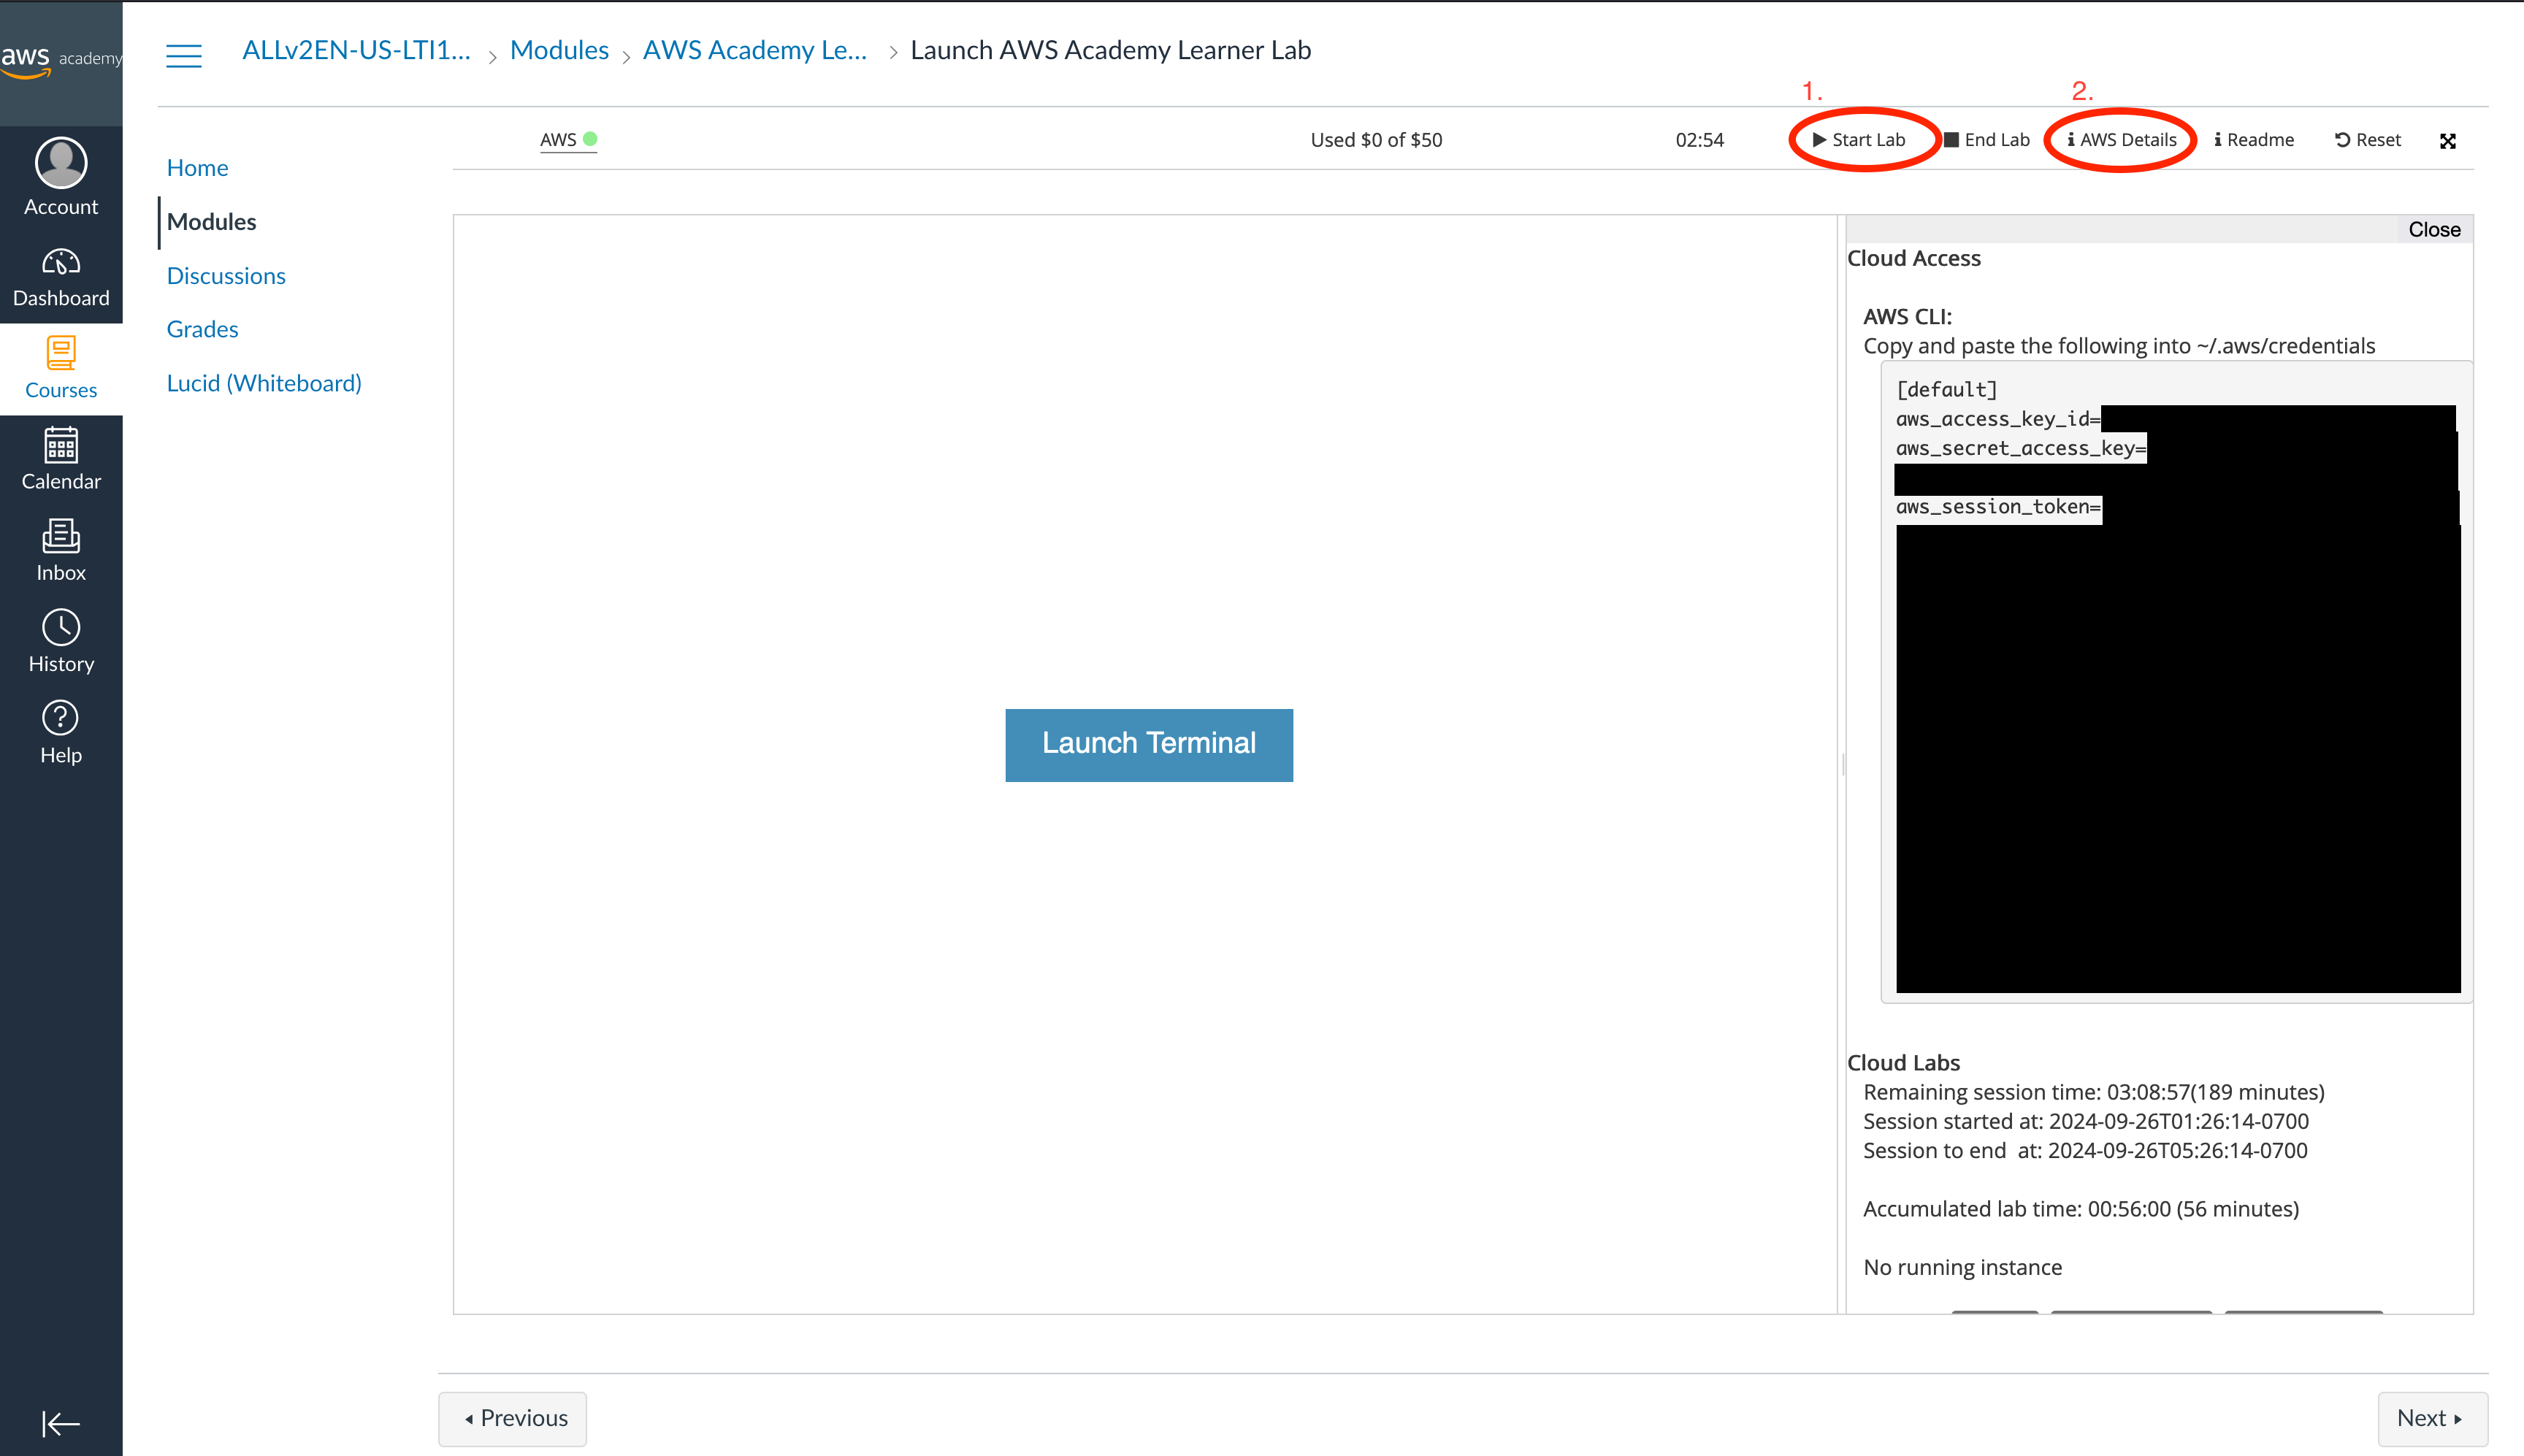 aws academy
Account
Dashboard
Courses
Calendar
Inbox
History
Help
ALLv2EN-US-LTI1... > Modules > AWS Academy Le... > Launch AWS Academy Learner Lab
Home
Modules
Discussions
Grades
Lucid (Whiteboard)
1. 2.
AWS Used $0 of $50 02:54 Start Lab End Lab i AWS Details i Readme Reset
Launch Terminal
Close
Cloud Access
AWS CLI:
Copy and paste the following into ~/.aws/credentials
[default]
aws_access_key_id=
aws_secret_access_key=
aws_session_token=
Cloud Labs
Remaining session time: 03:08:57(189 minutes)
Session started at: 2024-09-26T01:26:14-0700
Session to end at: 2024-09-26T05:26:14-0700
Accumulated lab time: 00:56:00 (56 minutes)
No running instance
Previous
Next